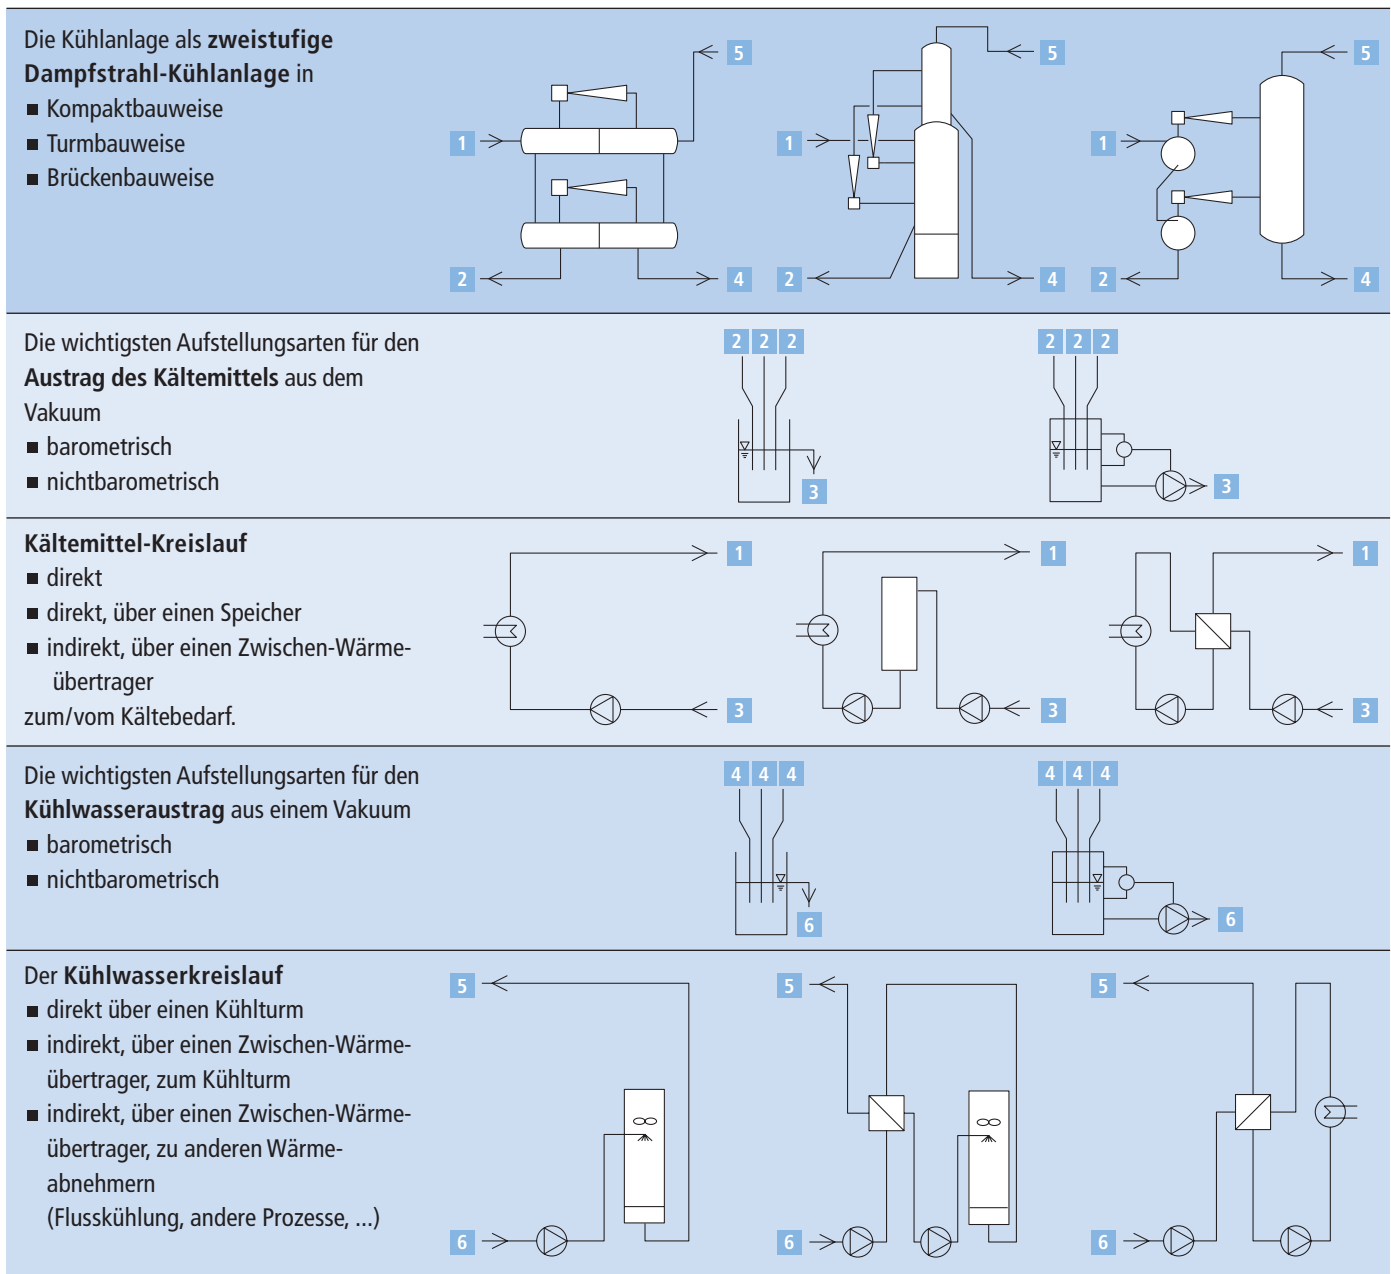 Die Kühlanlage als zweistufige
Dampfstrahl-Kühlanlage in
■ Kompaktbauweise
■ Turmbauweise
■ Brückenbauweise
1
5
2
4
1
5
2
4
1
5
2
4
Die wichtigsten Aufstellungsarten für den
Austrag des Kältemittels aus dem
Vakuum
■ barometrisch
■ nichtbarometrisch
2 2 2
3
2 2 2
3
Kältemittel-Kreislauf
■ direkt
■ direkt, über einen Speicher
■ indirekt, über einen Zwischen-Wärme-
übertrager
zum/vom Kältebedarf.
1
3
1
3
1
3
Die wichtigsten Aufstellungsarten für den
Kühlwasseraustrag aus einem Vakuum
■ barometrisch
■ nichtbarometrisch
4 4 4
6
4 4 4
6
Der Kühlwasserkreislauf
■ direkt über einen Kühlturm
■ indirekt, über einen Zwischen-Wärme-
übertrager, zum Kühlturm
■ indirekt, über einen Zwischen-Wärme-
übertrager, zu anderen Wärme-
abnehmern
(Flusskühlung, andere Prozesse, ...)
5
6
5
6
5
6